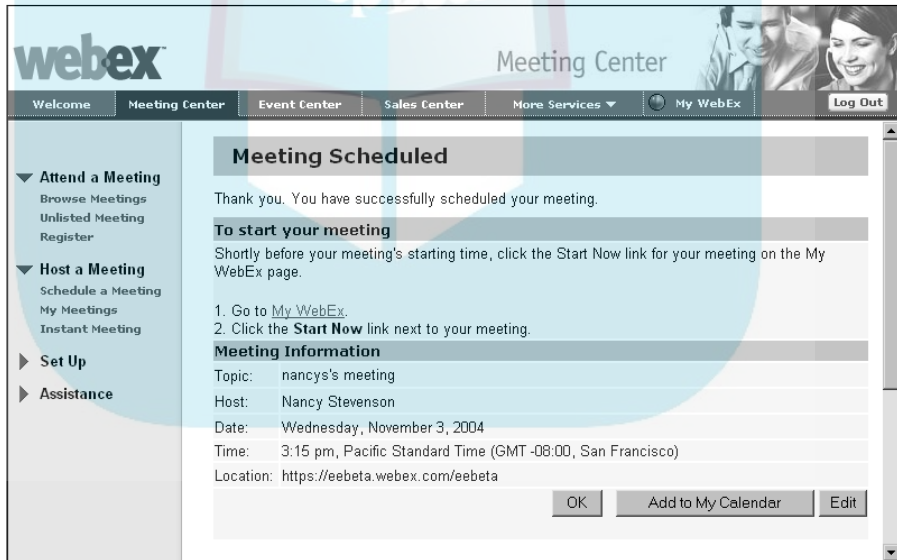 webex
Meeting Center
Welcome Meeting Center Event Center Sales Center More Services ▼ My WebEx Log Out
Attend a Meeting
Browse Meetings
Unlisted Meeting
Register
Host a Meeting
Schedule a Meeting
My Meetings
Instant Meeting
Set Up
Assistance
Meeting Scheduled
Thank you. You have successfully scheduled your meeting.
To start your meeting
Shortly before your meeting's starting time, click the Start Now link for your meeting on the My
WebEx page.
1. Go to My WebEx.
2. Click the Start Now link next to your meeting.
Meeting Information
Topic: nancys's meeting
Host: Nancy Stevenson
Date: Wednesday, November 3, 2004
Time: 3:15 pm, Pacific Standard Time (GMT -08:00, San Francisco)
Location: https://eebeta.webex.com/eebeta
OK Add to My Calendar Edit